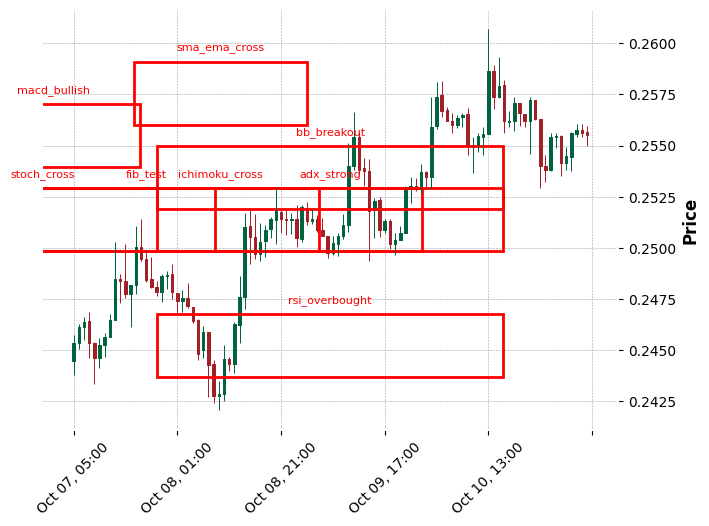 sma_ema_cross
macd_bullish
bb_breakout
stoch_cross
fib_test
ichimoku_cross
adx_strong
rsi_overbought
0.2600
0.2575
0.2550
0.2525
0.2500
0.2475
0.2450
0.2425
Price
Oct 07, 05:00
Oct 08, 01:00
Oct 08, 21:00
Oct 09, 17:00
Oct 10, 13:00